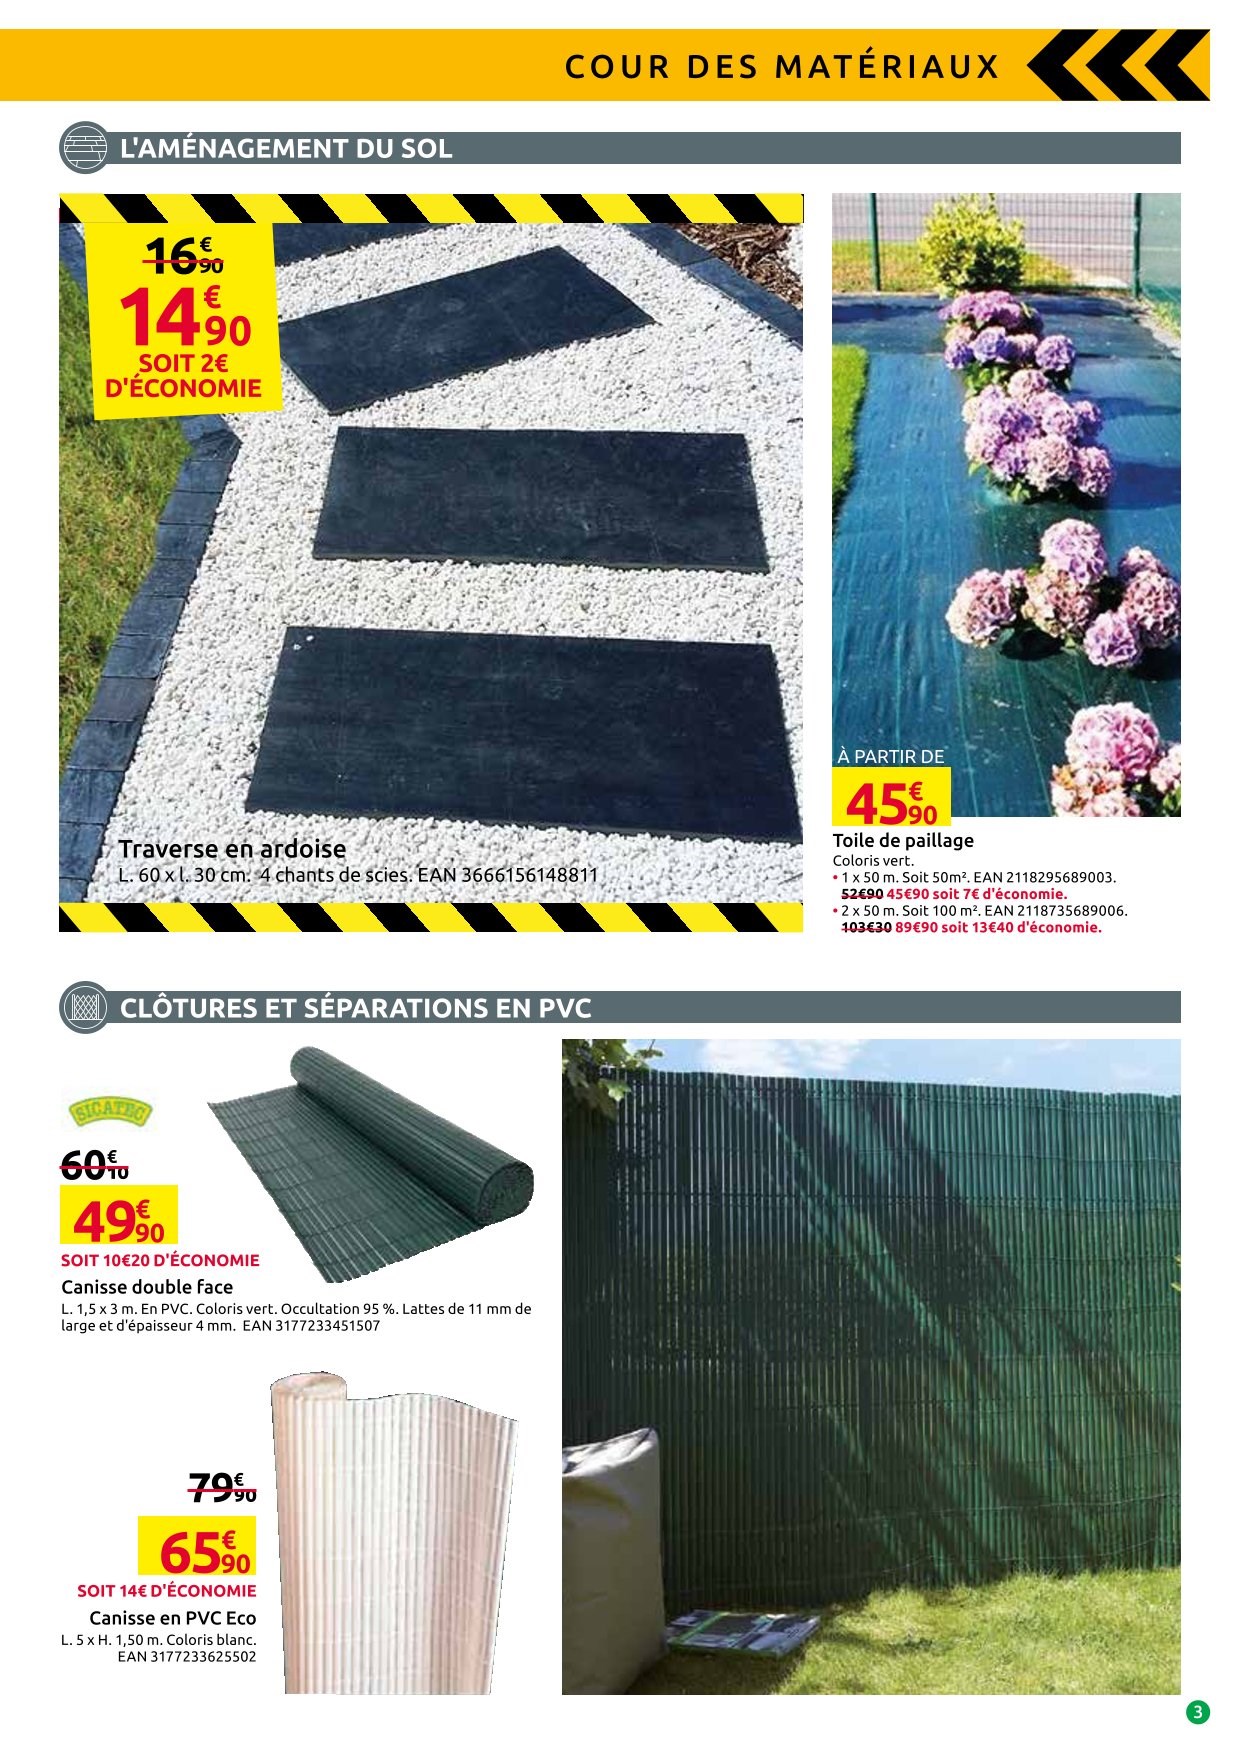 COUR DES MATÉRIAUX
L'AMÉNAGEMENT DU SOL
16€90
14€90
SOIT 2€
D'ÉCONOMIE
Traverse en ardoise
L. 60 x l. 30 cm. 4 chants de scies. EAN 3666156148811
À PARTIR DE
45€90
Toile de paillage
Coloris vert.
• 1 x 50 m. Soit 50m². EAN 2118295689003.
52€90 45€90 soit 7€ d'économie.
• 2 x 50 m. Soit 100 m². EAN 2118735689006.
103€30 89€90 soit 13€40 d'économie.
CLÔTURES ET SÉPARATIONS EN PVC
SICATEC
60€10
49€90
SOIT 10€20 D'ÉCONOMIE
Canisse double face
L. 1,5 x 3 m. En PVC. Coloris vert. Occultation 95 %. Lattes de 11 mm de
large et d'épaisseur 4 mm. EAN 3177233451507
79€90
65€90
SOIT 14€ D'ÉCONOMIE
Canisse en PVC Eco
L. 5 x H. 1,50 m. Coloris blanc.
EAN 3177233625502
3